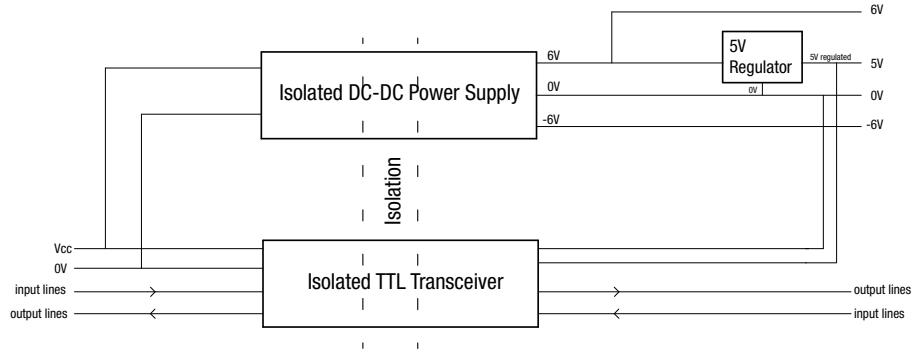 6V
6V
5V
Regulator
5V regulated
5V
Isolated DC-DC Power Supply
0V
0V
0V
-6V
-6V
Isolation
Vcc
0V
Isolated TTL Transceiver
input lines
output lines
output lines
input lines